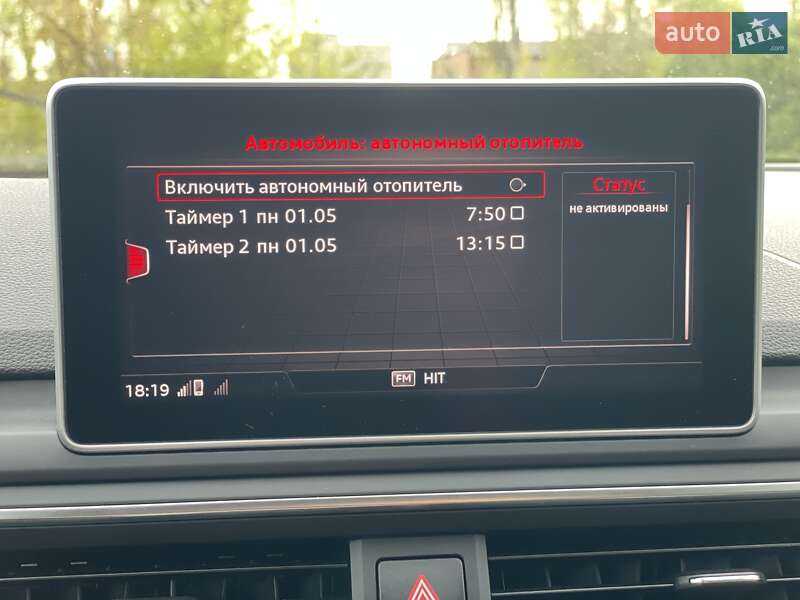 auto RIA
.com
Автомобиль: автономный отопитель
Включить автономный отопитель
Статус
не активированы
Таймер 1 пн 01.05 7:50
Таймер 2 пн 01.05 13:15
18:19
FM HIT